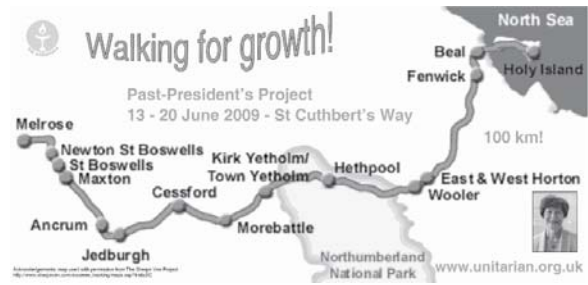 North Sea
Walking for growth!
Beal
Holy Island
Fenwick
Past-President's Project
13 - 20 June 2009 - St Cuthbert's Way
100 km!
Melrose
Newton St Boswells
St Boswells
Maxton
Kirk Yetholm/
Town Yetholm
Hethpool
Cessford
East & West Horton
Wooler
Ancrum
Morebattle
Jedburgh
Northumberland
National Park
www.unitarian.org.uk